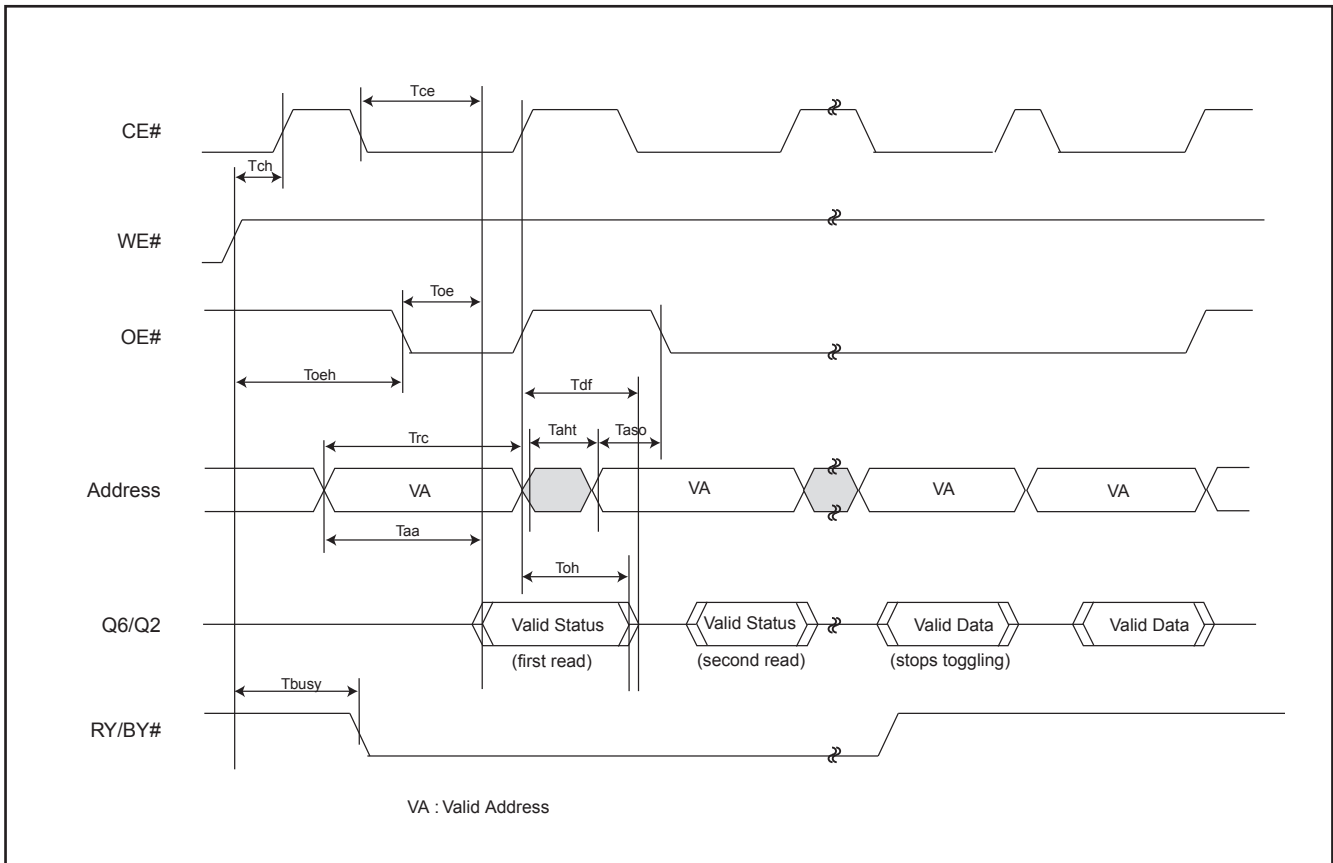 Tce
CE#
Tch
WE#
Toe
OE#
Toeh
Tdf
Taht
Taso
Trc
Address
VA
VA
VA
VA
Taa
Toh
Q6/Q2
Valid Status
Valid Status
Valid Data
Valid Data
(first read)
(second read)
(stops toggling)
Tbusy
RY/BY#
VA : Valid Address